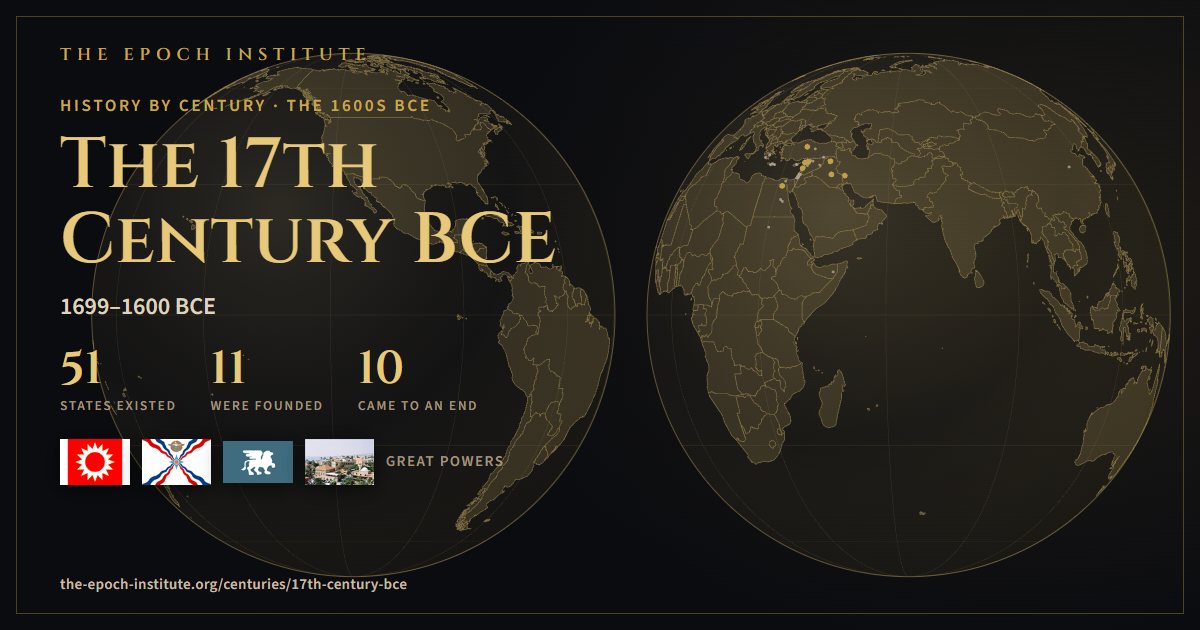 THE EPOCH INSTITUTE
HISTORY BY CENTURY · THE 1600S BCE
THE 17TH
CENTURY BCE
1699–1600 BCE
51 11 10
STATES EXISTED WERE FOUNDED CAME TO AN END
GREAT POWERS
the-epoch-institute.org/centuries/17th-century-bce